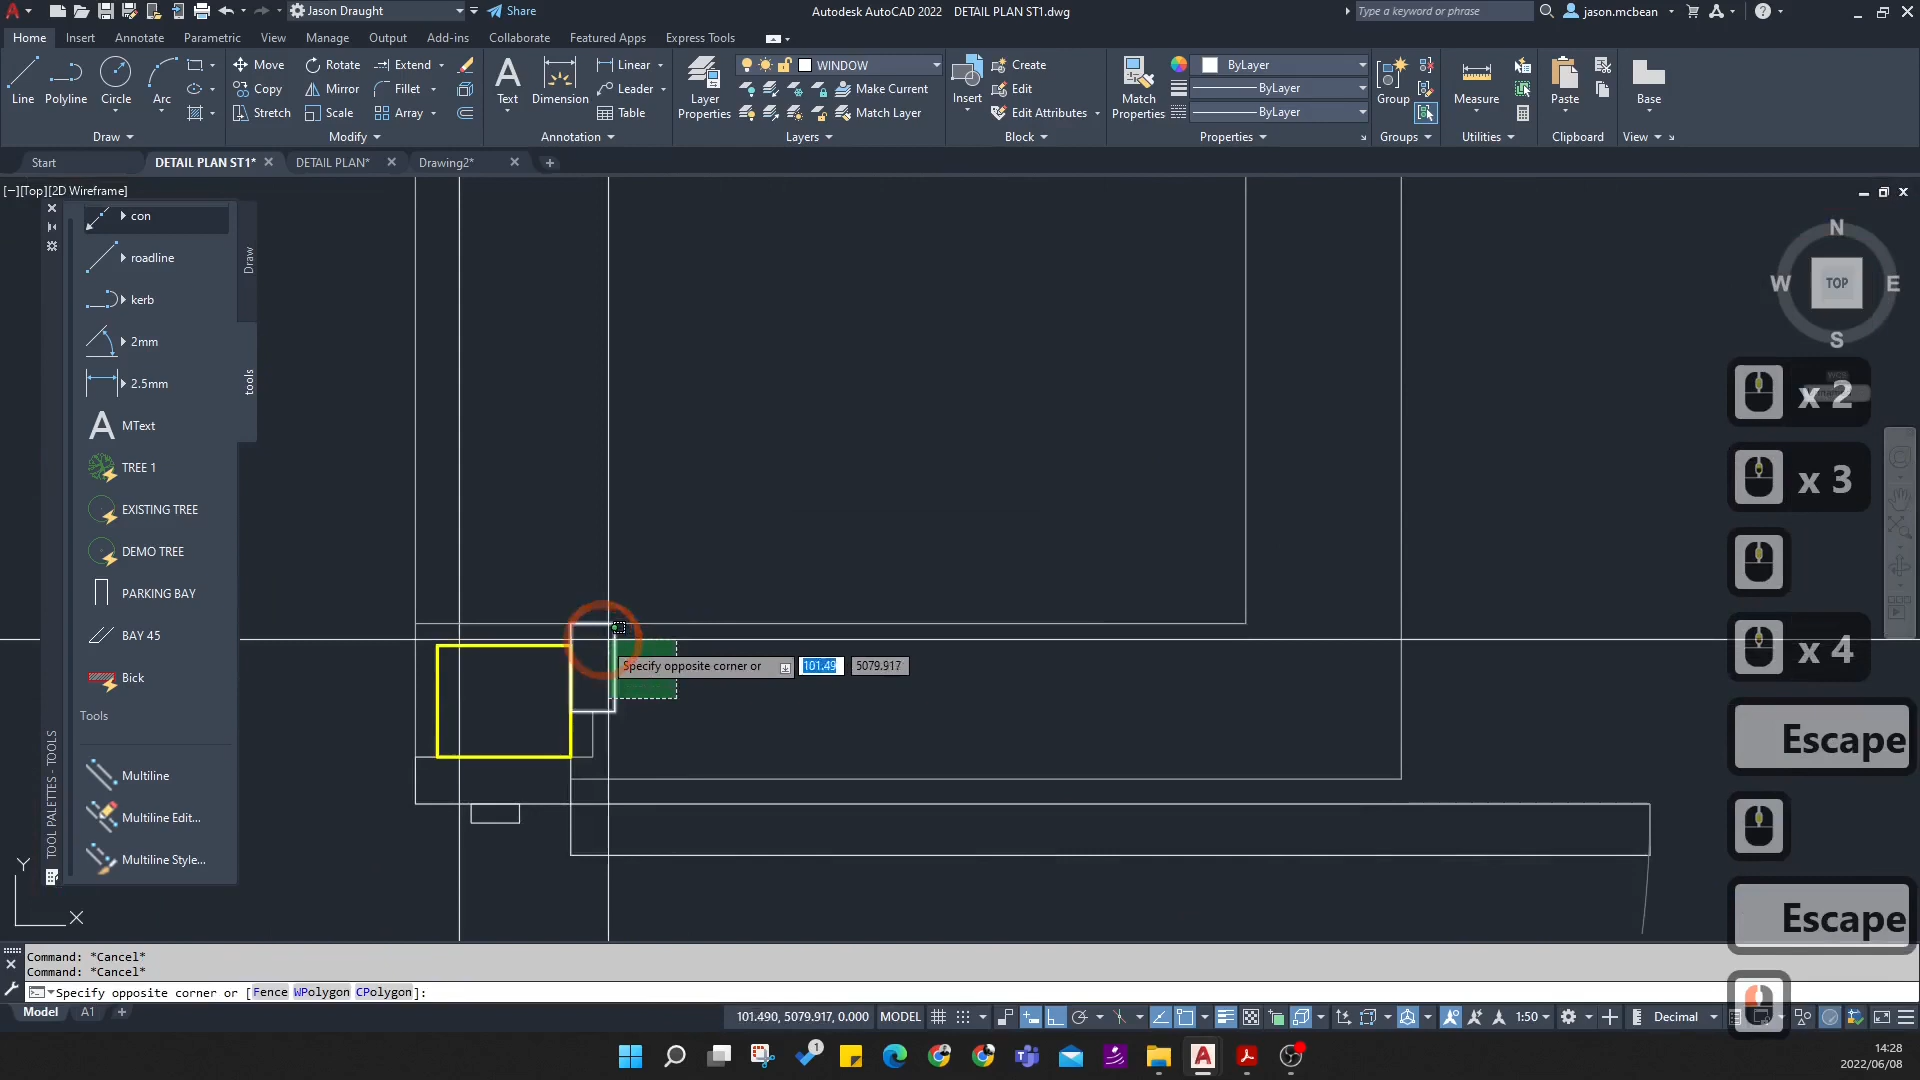 Jason Draught
Share
Autodesk AutoCAD 2022 DETAIL PLAN ST1.dwg
Type a keyword or phrase
jason.mcbean
Home Insert Annotate Parametric View Manage Output Add-ins Collaborate Featured Apps Express Tools
Line Polyline Circle Arc
Move Rotate Extend
Copy Mirror Fillet
Stretch Scale Array
Text Dimension
Linear
Leader
Table
Layer Properties
WINDOW
Make Current
Match Layer
Insert
Create
Edit
Edit Attributes
Match Properties
ByLayer
ByLayer
ByLayer
Group Measure Paste Base
Draw Modify Annotation Layers Block Properties Groups Utilities Clipboard View
Start DETAIL PLAN ST1* DETAIL PLAN* Drawing2*
[−][Top][2D Wireframe]
con
roadline
kerb
2mm
2.5mm
MText
TREE 1
EXISTING TREE
DEMO TREE
PARKING BAY
BAY 45
Bick
Tools
Multiline
Multiline Edit...
Multiline Style...
Draw
tools
TOOL PALETTES - TOOLS
N
W TOP E
S
x 2
x 3
x 4
Escape
Escape
Specify opposite corner or 101.49 5079.917
Y
X
Command: *Cancel*
Command: *Cancel*
Specify opposite corner or [Fence WPolygon CPolygon]:
Model A1
101.490, 5079.917, 0.000 MODEL 1:50 Decimal
1
14:28
2022/06/08